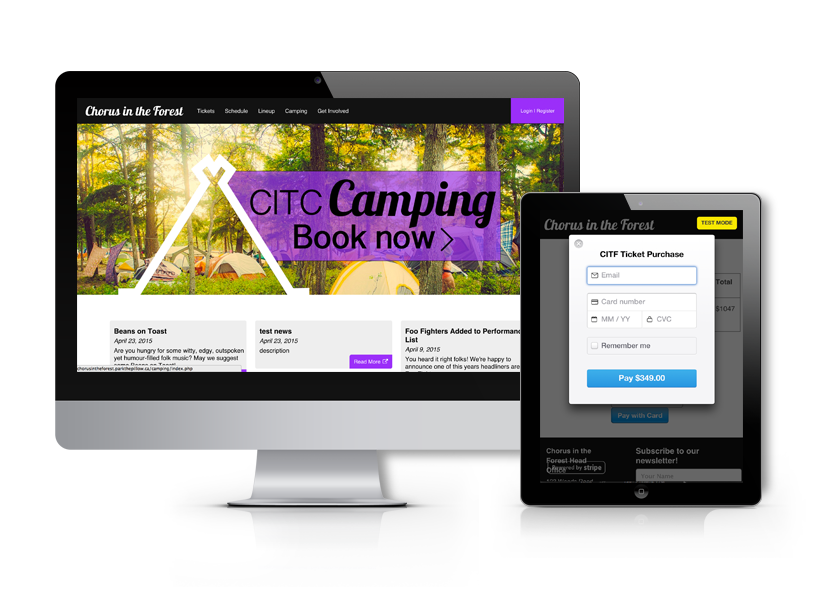 Chorus in the Forest
Tickets
Schedule
Lineup
Camping
Get Involved
Login / Register
CITC Camping
Book now
Beans on Toast
April 23, 2015
Are you hungry for some witty, edgy, outspoken
yet humour-filled folk music? May we suggest
some Beans on Toast!
test news
April 23, 2015
description
Read More
Foo Fighters Added to Performance
List
April 9, 2015
You heard it right folks! We're happy to
announce one of this years headliners are
chorusintheforest.parkthepillow.ca/camping/index.php
Chorus in the Forest
TEST MODE
CITF Ticket Purchase
Email
Card number
MM / YY
CVC
Remember me
Pay $349.00
Total
$1047
Pay with Card
Chorus in the
Forest Head
Office
Powered by stripe
Subscribe to our
newsletter!
Your Name